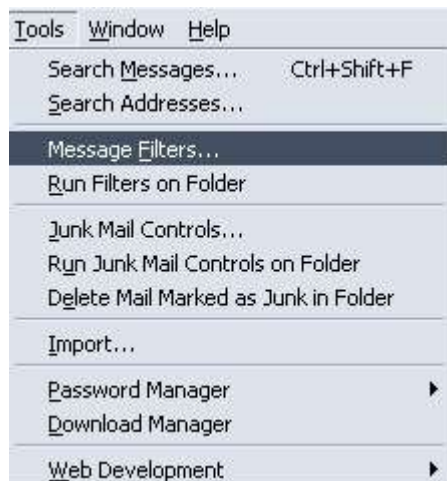 Tools Window Help
Search Messages... Ctrl+Shift+F
Search Addresses...
Message Filters...
Run Filters on Folder
Junk Mail Controls...
Run Junk Mail Controls on Folder
Delete Mail Marked as Junk in Folder
Import...
Password Manager
Download Manager
Web Development